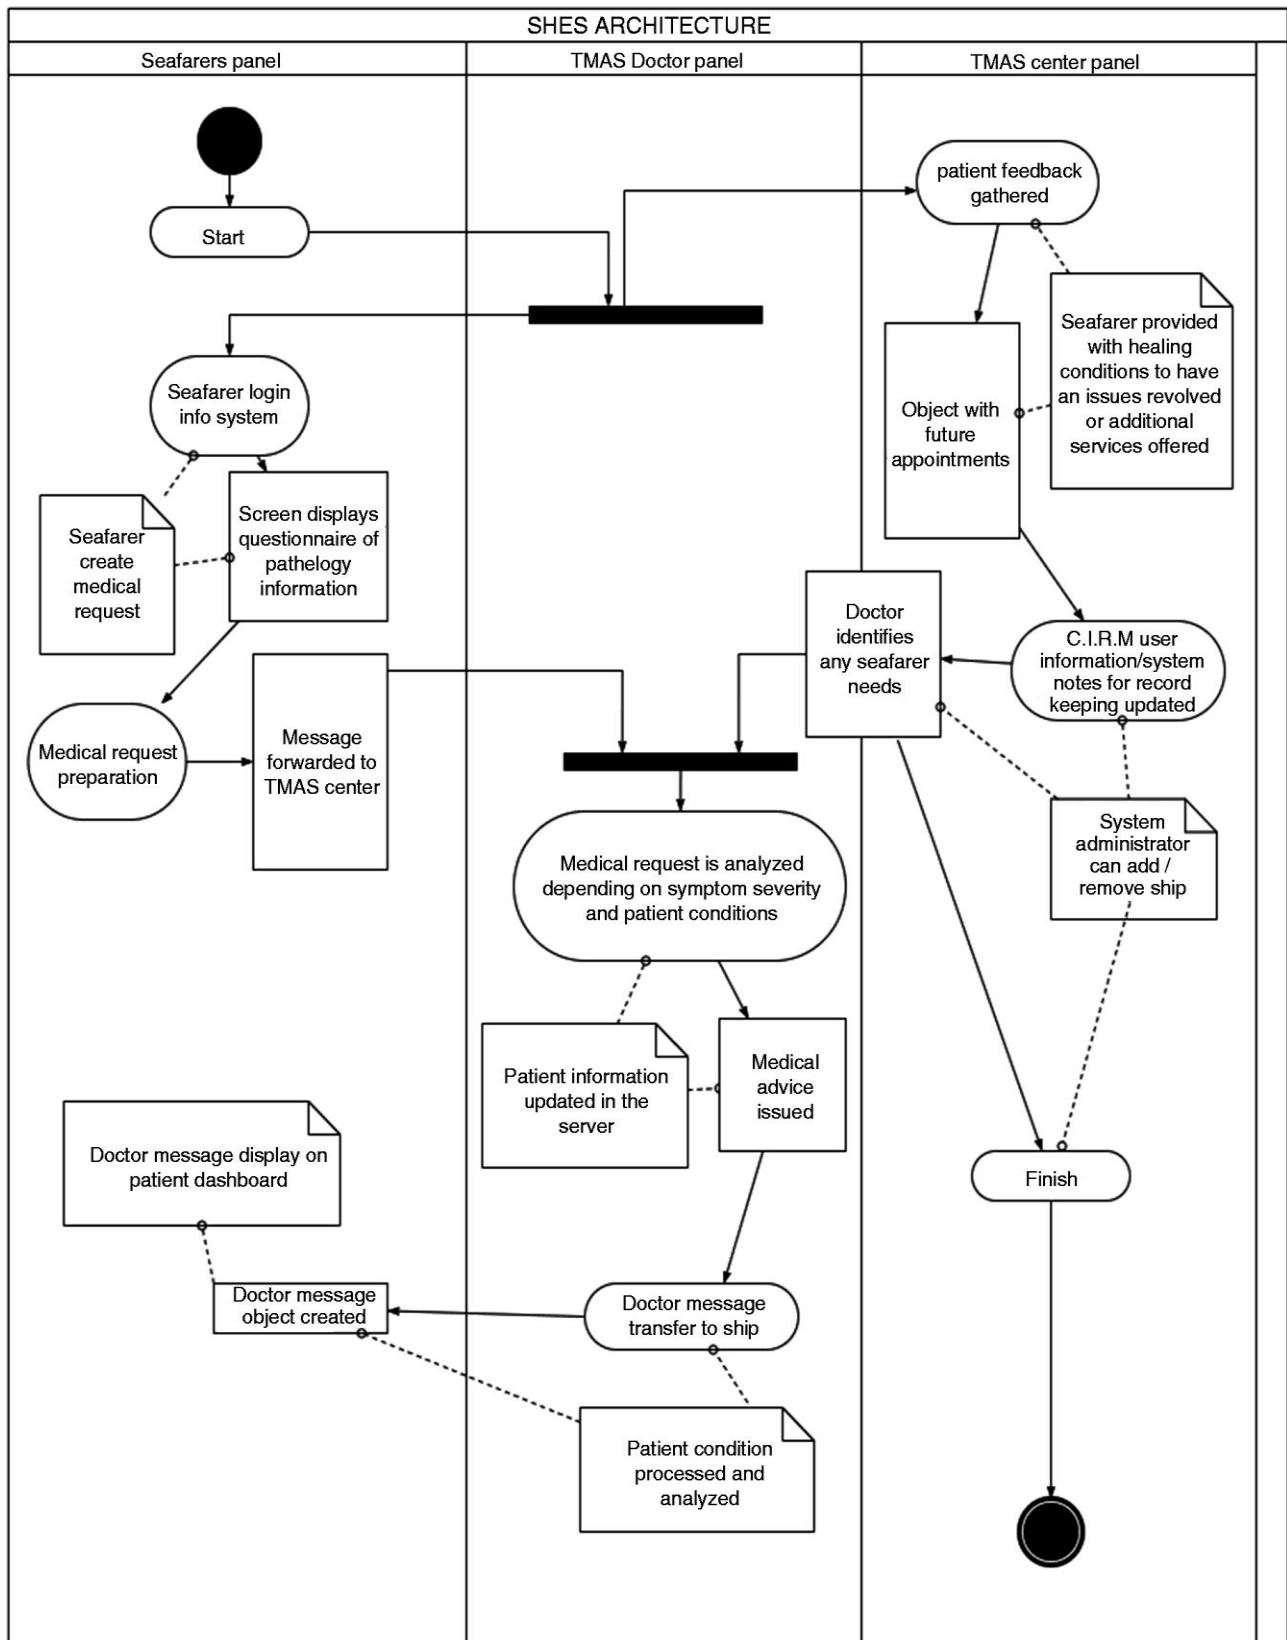 SHES ARCHITECTURE
Seafarers panel
TMAS Doctor panel
TMAS center panel
Start
patient feedback
gathered
Seafarer provided
with healing
conditions to have
an issues revolved
or additional
services offered
Object with
future
appointments
Seafarer login
info system
Seafarer
create
medical
request
Screen displays
questionnaire of
pathelogy
information
Medical request
preparation
Message
forwarded to
TMAS center
Doctor
identifies
any seafarer
needs
C.I.R.M user
information/system
notes for record
keeping updated
System
administrator
can add /
remove ship
Medical request is analyzed
depending on symptom severity
and patient conditions
Patient information
updated in the
server
Medical
advice
issued
Doctor message display on
patient dashboard
Finish
Doctor message
object created
Doctor message
transfer to ship
Patient condition
processed and
analyzed